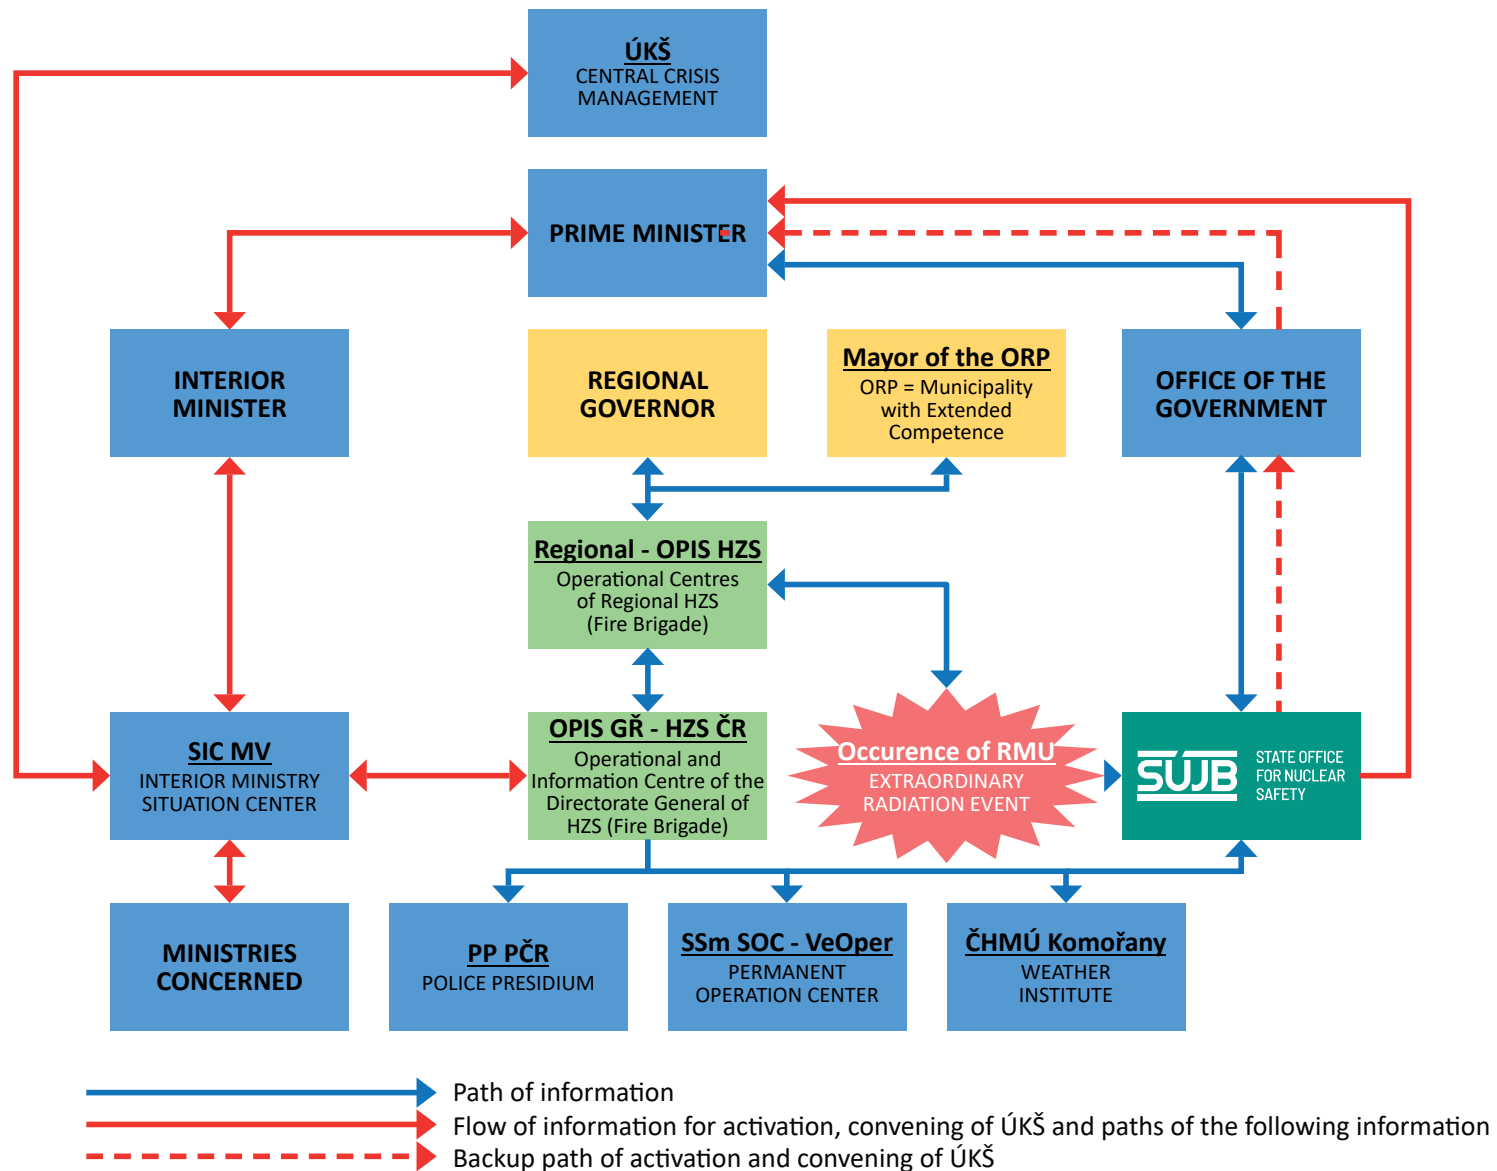 ÚKŠ
CENTRAL CRISIS
MANAGEMENT
PRIME MINISTER
INTERIOR
MINISTER
REGIONAL
GOVERNOR
Mayor of the ORP
ORP = Municipality
with Extended
Competence
OFFICE OF THE
GOVERNMENT
Regional - OPIS HZS
Operational Centres
of Regional HZS
(Fire Brigade)
SIC MV
INTERIOR MINISTRY
SITUATION CENTER
OPIS GŘ - HZS ČR
Operational and
Information Centre of the
Directorate General of
HZS (Fire Brigade)
Occurence of RMU
EXTRAORDINARY
RADIATION EVENT
SÚJB
STATE OFFICE
FOR NUCLEAR
SAFETY
MINISTRIES
CONCERNED
PP PČR
POLICE PRESIDIUM
SSm SOC - VeOper
PERMANENT
OPERATION CENTER
ČHMÚ Komořany
WEATHER
INSTITUTE
Path of information
Flow of information for activation, convening of ÚKŠ and paths of the following information
Backup path of activation and convening of ÚKŠ